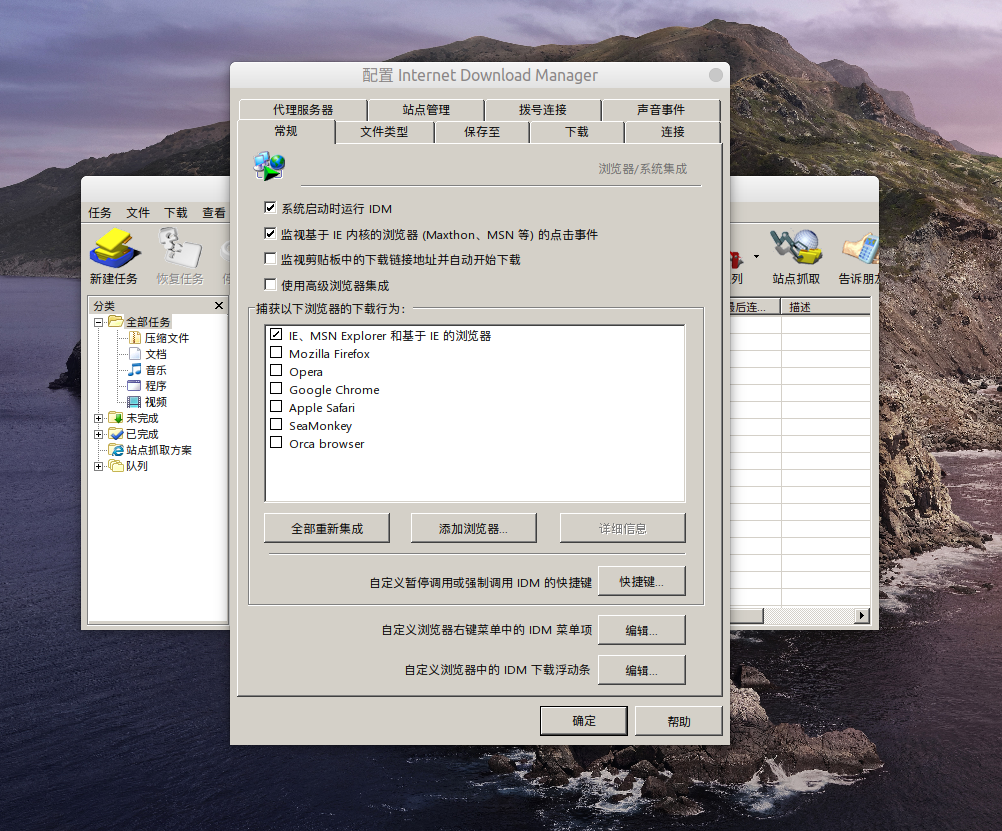 配置 Internet Download Manager
代理服务器
站点管理
拨号连接
声音事件
常规
文件类型
保存至
下载
连接
浏览器/系统集成
系统启动时运行 IDM
监视基于 IE 内核的浏览器 (Maxthon、MSN 等) 的点击事件
监视剪贴板中的下载链接地址并自动开始下载
使用高级浏览器集成
捕获以下浏览器的下载行为:
IE、MSN Explorer 和基于 IE 的浏览器
Mozilla Firefox
Opera
Google Chrome
Apple Safari
SeaMonkey
Orca browser
全部重新集成
添加浏览器...
详细信息
自定义暂停调用或强制调用 IDM 的快捷键
快捷键...
自定义浏览器右键菜单中的 IDM 菜单项
编辑...
自定义浏览器中的 IDM 下载浮动条
编辑...
确定
帮助
任务
文件
下载
查看
新建任务
恢复任务
列
站点抓取
告诉朋
分类
全部任务
压缩文件
文档
音乐
程序
视频
未完成
已完成
站点抓取方案
队列
后连...
描述